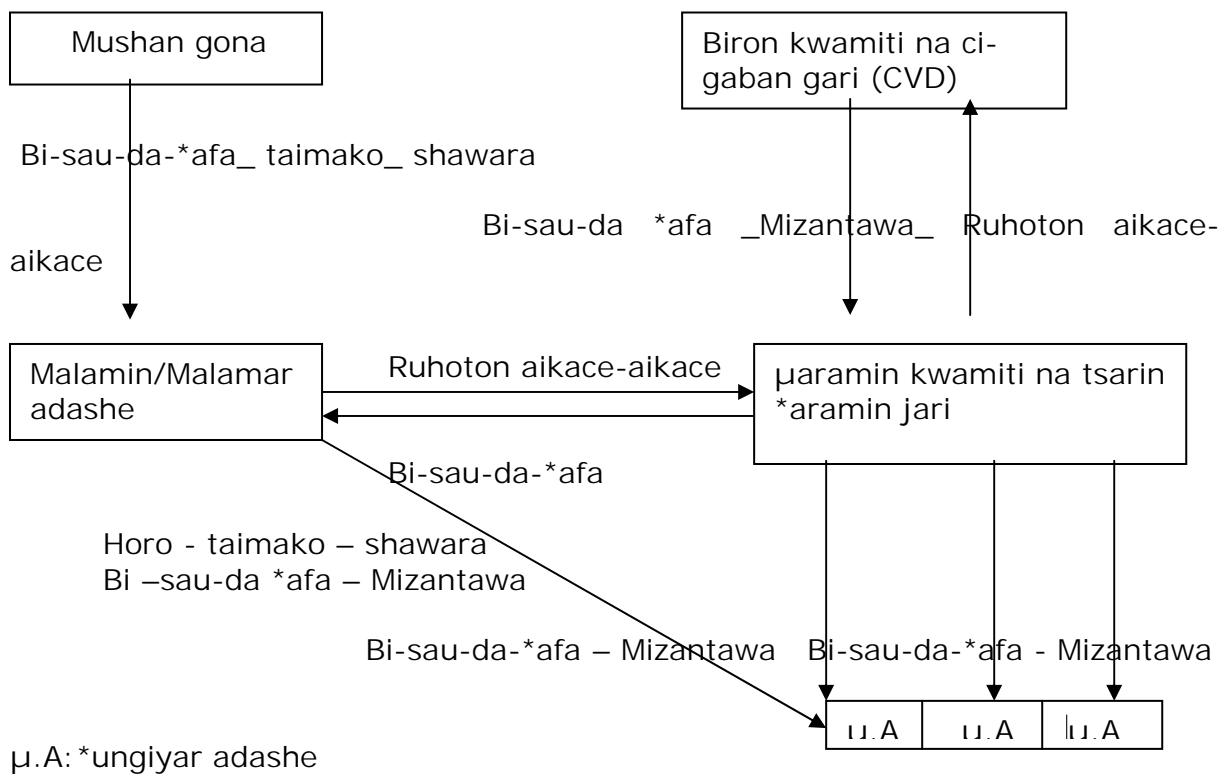 Mushan gona
Biron kwamiti na ci-
gaban gari (CVD)
Bi-sau-da-*afa_ taimako_ shawara
Bi-sau-da *afa _Mizantawa_ Ruhoton aikace-
aikace
Malamin/Malamar
adashe
Ruhoton aikace-aikace
µaramin kwamiti na tsarin
*aramin jari
Bi-sau-da-*afa
Horo - taimako – shawara
Bi –sau-da *afa – Mizantawa
Bi-sau-da-*afa – Mizantawa Bi-sau-da-*afa - Mizantawa
µ.A µ.A µ.A
µ.A: *ungiyar adashe